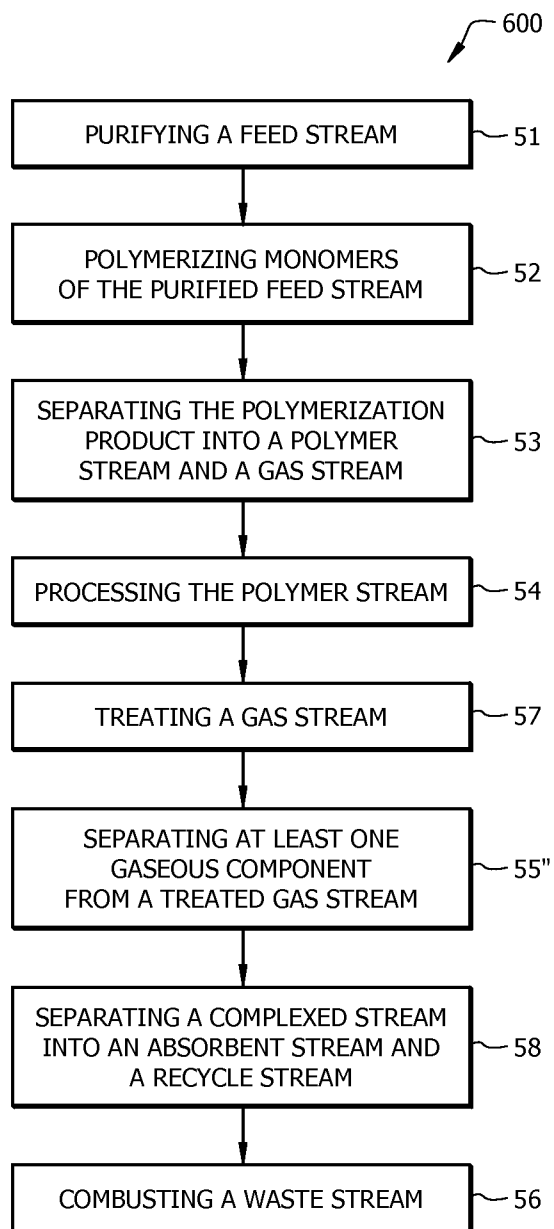 600
PURIFYING A FEED STREAM
51
POLYMERIZING MONOMERS
OF THE PURIFIED FEED STREAM
52
SEPARATING THE POLYMERIZATION
PRODUCT INTO A POLYMER
STREAM AND A GAS STREAM
53
PROCESSING THE POLYMER STREAM
54
TREATING A GAS STREAM
57
SEPARATING AT LEAST ONE
GASEOUS COMPONENT
FROM A TREATED GAS STREAM
55"
SEPARATING A COMPLEXED STREAM
INTO AN ABSORBENT STREAM AND
A RECYCLE STREAM
58
COMBUSTING A WASTE STREAM
56